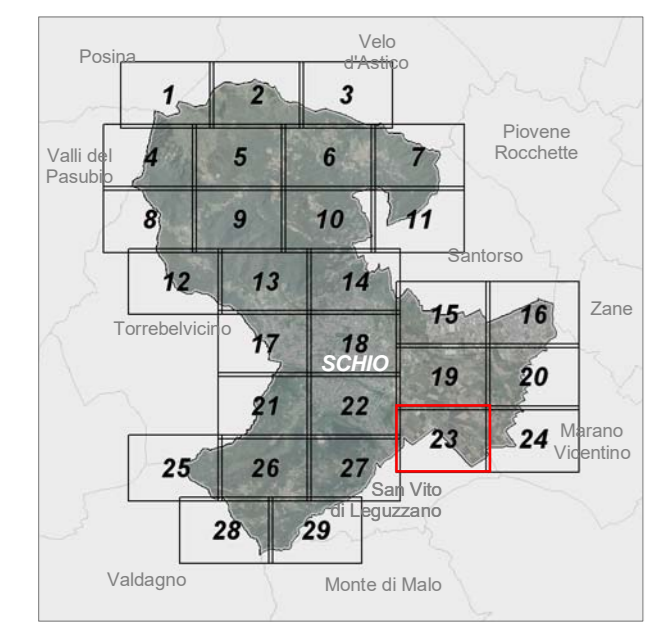 Velo
d'Astico
Posina
1
2
3
Piovene
Rocchette
Valli del
Pasubio
4
5
6
7
8
9
10
11
Santorso
12
13
14
15
16
Zane
Torrebelvicino
17
18
SCHIO
19
20
21
22
23
24
Marano
Vicentino
25
26
27
San Vito
di Leguzzano
28
29
Valdagno
Monte di Malo